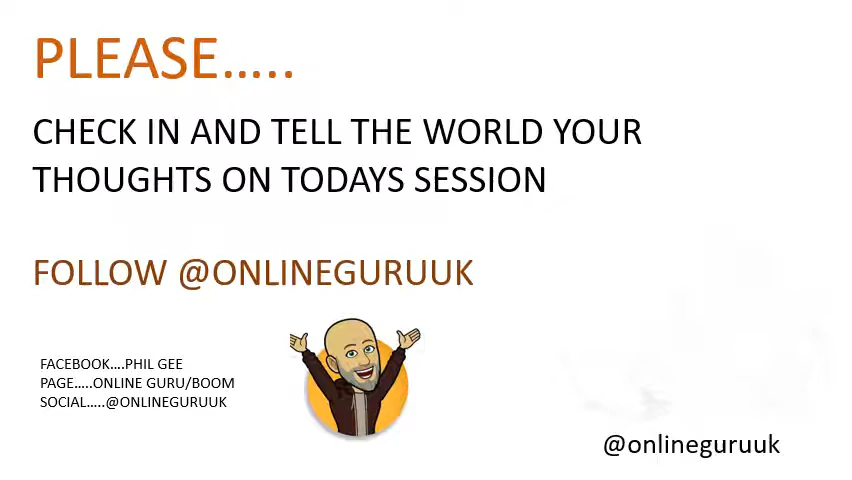 PLEASE…..
CHECK IN AND TELL THE WORLD YOUR
THOUGHTS ON TODAYS SESSION
FOLLOW @ONLINEGURUUK
FACEBOOK….PHIL GEE
PAGE…..ONLINE GURU/BOOM
SOCIAL…..@ONLINEGURUUK
@onlineguruuk